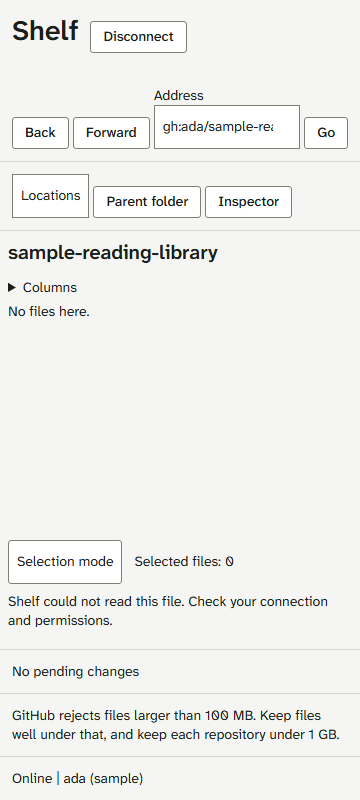 Shelf
Disconnect
Address
Back
Forward
gh:ada/sample-rea
Go
Locations
Parent folder
Inspector
sample-reading-library
Columns
No files here.
Selection mode
Selected files: 0
Shelf could not read this file. Check your connection
and permissions.
No pending changes
GitHub rejects files larger than 100 MB. Keep files
well under that, and keep each repository under 1 GB.
Online | ada (sample)